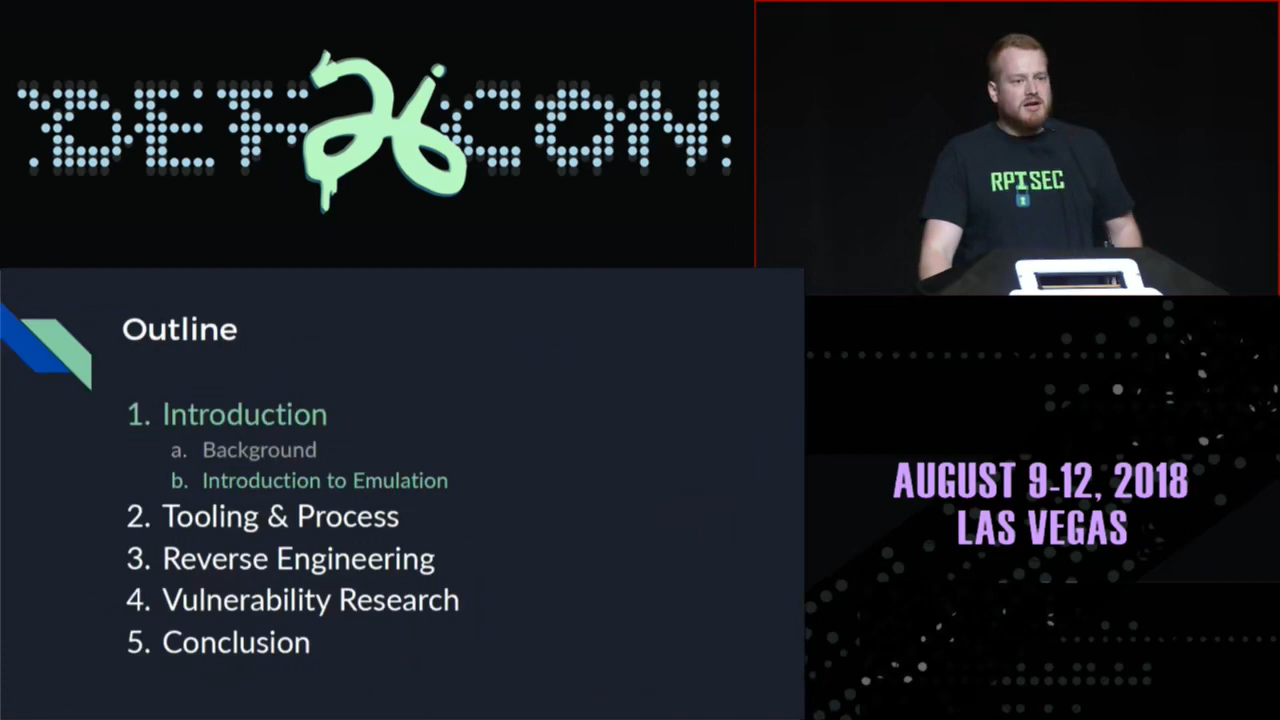 DEF 26 CON
RPISEC
Outline
1. Introduction
a. Background
b. Introduction to Emulation
2. Tooling & Process
3. Reverse Engineering
4. Vulnerability Research
5. Conclusion
AUGUST 9-12, 2018
LAS VEGAS